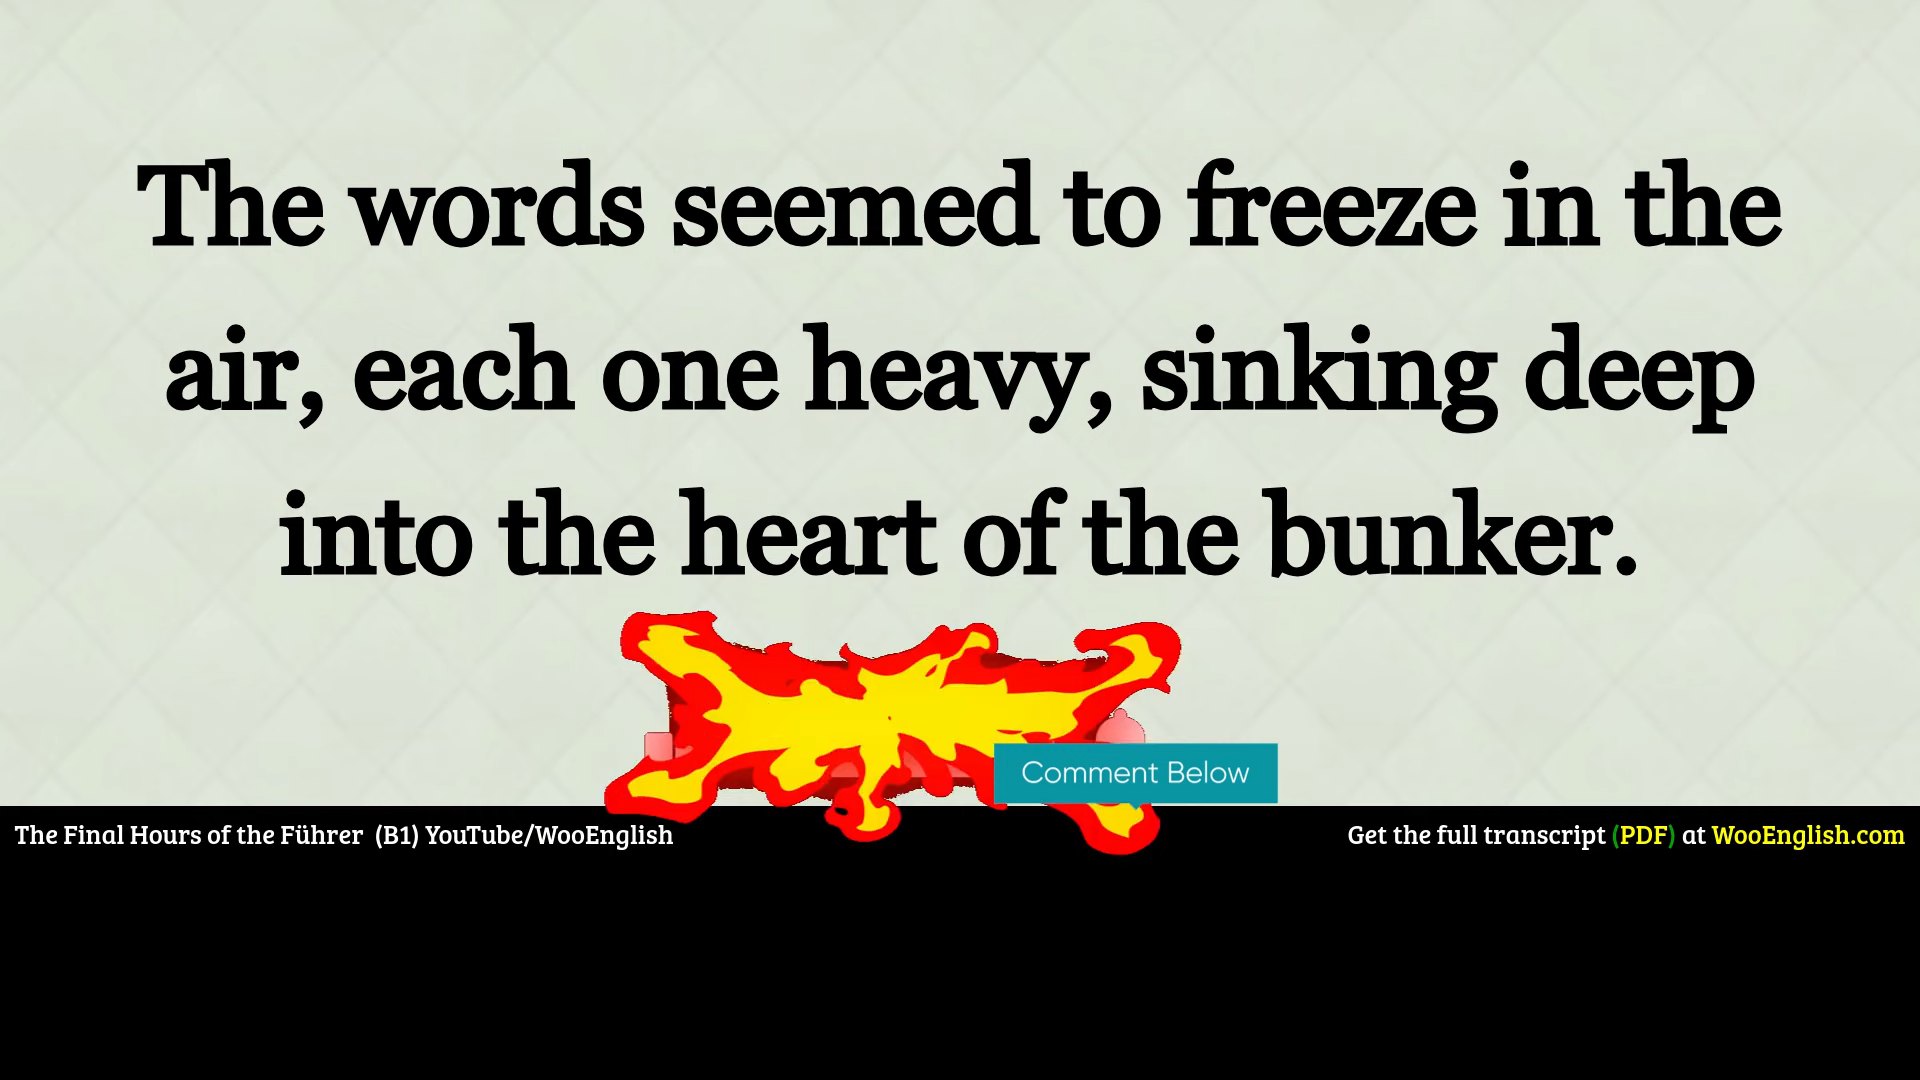 The words seemed to freeze in the
air, each one heavy, sinking deep
into the heart of the bunker.
Comment Below
The Final Hours of the Führer (B1) YouTube/WooEnglish
Get the full transcript (PDF) at WooEnglish.com